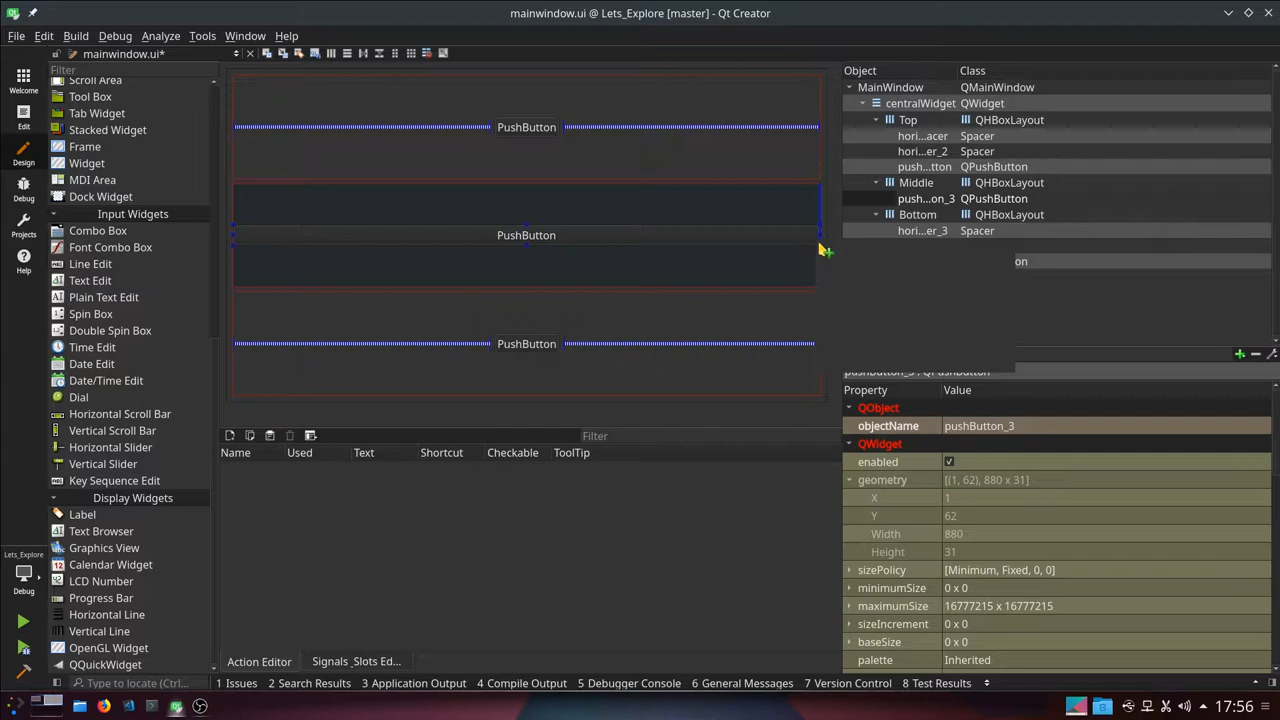 mainwindow.ui @ Lets_Explore [master] - Qt Creator
File Edit Build Debug Analyze Tools Window Help
mainwindow.ui*
Welcome
Edit
Design
Debug
Projects
Help
Lets_Explore
Debug
Filter
Scroll Area
Tool Box
Tab Widget
Stacked Widget
Frame
Widget
MDI Area
Dock Widget
Input Widgets
Combo Box
Font Combo Box
Line Edit
Text Edit
Plain Text Edit
Spin Box
Double Spin Box
Time Edit
Date Edit
Date/Time Edit
Dial
Horizontal Scroll Bar
Vertical Scroll Bar
Horizontal Slider
Vertical Slider
Key Sequence Edit
Display Widgets
Label
Text Browser
Graphics View
Calendar Widget
LCD Number
Progress Bar
Horizontal Line
Vertical Line
OpenGL Widget
QQuickWidget
PushButton
PushButton
PushButton
Filter
Name Used Text Shortcut Checkable ToolTip
Action Editor Signals _Slots Ed...
Object Class
MainWindow QMainWindow
centralWidget QWidget
Top QHBoxLayout
hori...acer Spacer
hori...er_2 Spacer
push...tton QPushButton
Middle QHBoxLayout
push...on_3 QPushButton
Bottom QHBoxLayout
hori...er_3 Spacer
on
pushButton_3 : QPushButton
Property Value
QObject
objectName pushButton_3
QWidget
enabled
geometry [(1, 62), 880 x 31]
X 1
Y 62
Width 880
Height 31
sizePolicy [Minimum, Fixed, 0, 0]
minimumSize 0 x 0
maximumSize 16777215 x 16777215
sizeIncrement 0 x 0
baseSize 0 x 0
palette Inherited
Type to locate (Ctrl+...
1 Issues 2 Search Results 3 Application Output 4 Compile Output 5 Debugger Console 6 General Messages 7 Version Control 8 Test Results
17:56